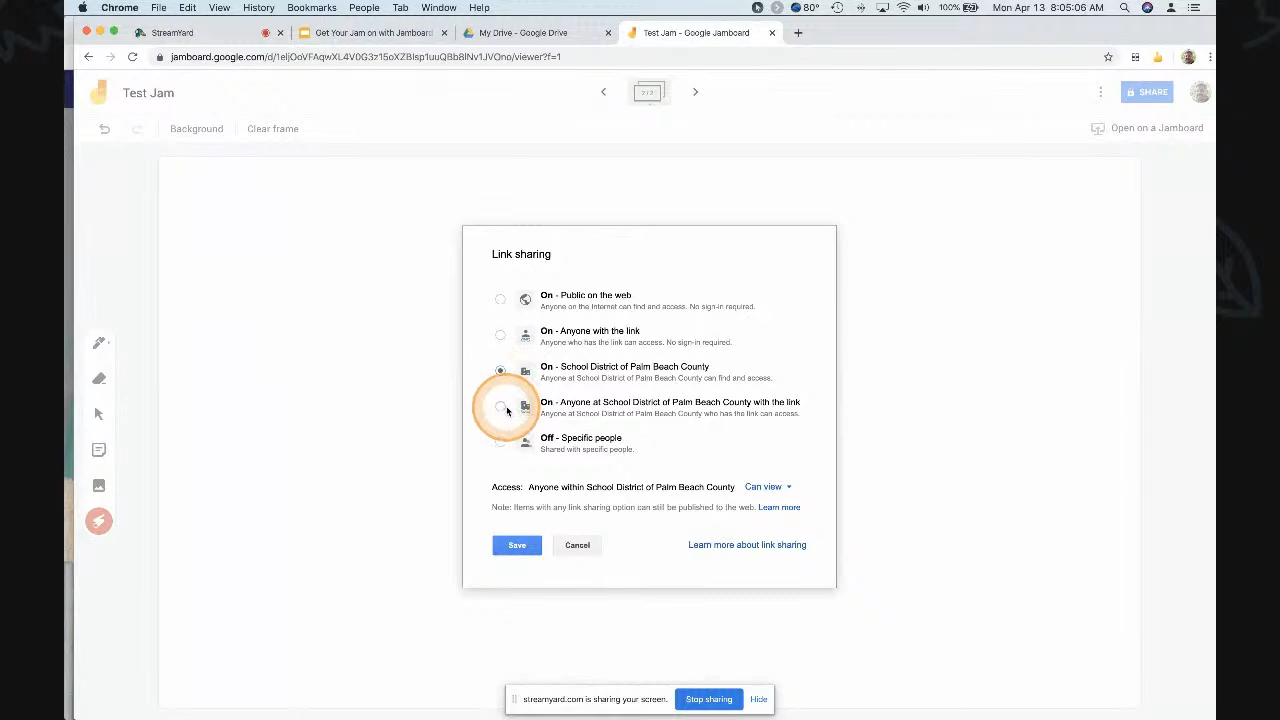 Chrome File Edit View History Bookmarks People Tab Window Help 80° 100% Mon Apr 13 8:05:06 AM
StreamYard Get Your Jam on with Jamboard My Drive - Google Drive Test Jam - Google Jamboard
Test Jam 2 / 2 SHARE
Background Clear frame Open on a Jamboard
Link sharing
On - Public on the web
Anyone on the Internet can find and access. No sign-in required.
On - Anyone with the link
Anyone who has the link can access. No sign-in required.
On - School District of Palm Beach County
Anyone at School District of Palm Beach County can find and access.
On - Anyone at School District of Palm Beach County with the link
Anyone at School District of Palm Beach County who has the link can access.
Off - Specific people
Shared with specific people.
Access: Anyone within School District of Palm Beach County Can view
Note: Items with any link sharing option can still be published to the web. Learn more
Save Cancel Learn more about link sharing
streamyard.com is sharing your screen. Stop sharing Hide